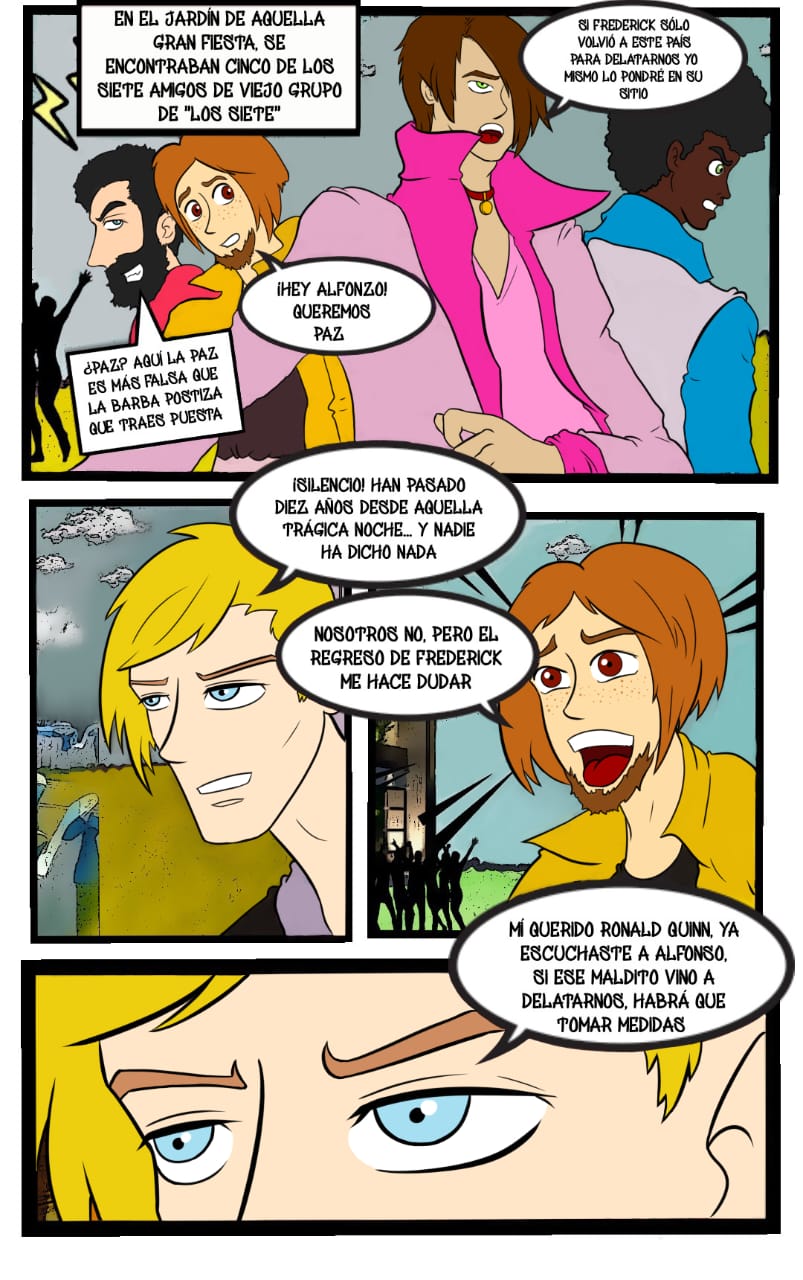 EN EL JARDÍN DE AQUELLA
GRAN FIESTA, SE
ENCONTRABAN CINCO DE LOS
SIETE AMIGOS DE VIEJO GRUPO
DE "LOS SIETE"
SI FREDERICK SÓLO
VOLVIÓ A ESTE PAÍS
PARA DELATARNOS YO
MISMO LO PONDRÉ EN SU
SITIO
¡HEY ALFONZO!
QUEREMOS
PAZ
¿PAZ? AQUÍ LA PAZ
ES MÁS FALSA QUE
LA BARBA POSTIZA
QUE TRAES PUESTA
¡SILENCIO! HAN PASADO
DIEZ AÑOS DESDE AQUELLA
TRÁGICA NOCHE... Y NADIE
HA DICHO NADA
NOSOTROS NO, PERO EL
REGRESO DE FREDERICK
ME HACE DUDAR
MÍ QUERIDO RONALD QUINN, YA
ESCUCHASTE A ALFONSO,
SI ESE MALDITO VINO A
DELATARNOS, HABRÁ QUE
TOMAR MEDIDAS